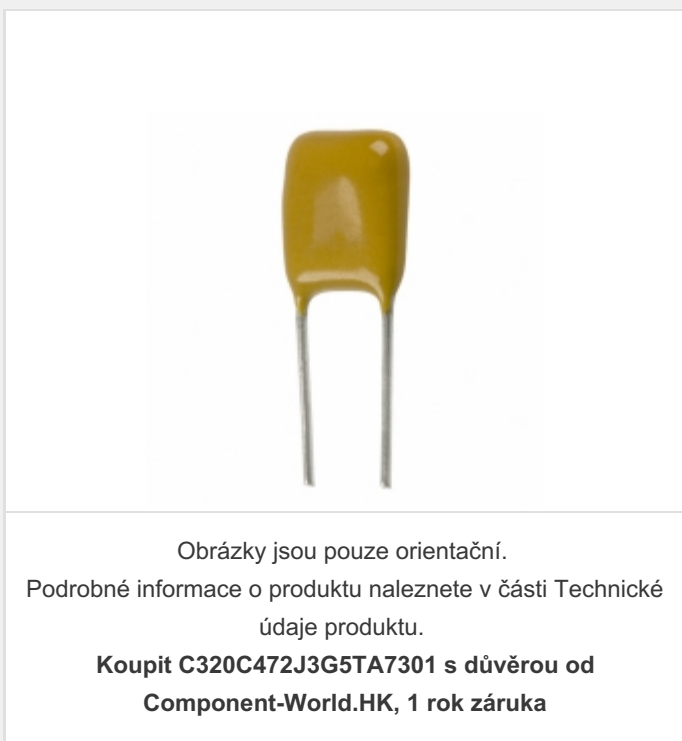 Obrázky jsou pouze orientační.
Podrobné informace o produktu naleznete v části Technické
údaje produktu.
Koupit C320C472J3G5TA7301 s důvěrou od
Component-World.HK, 1 rok záruka